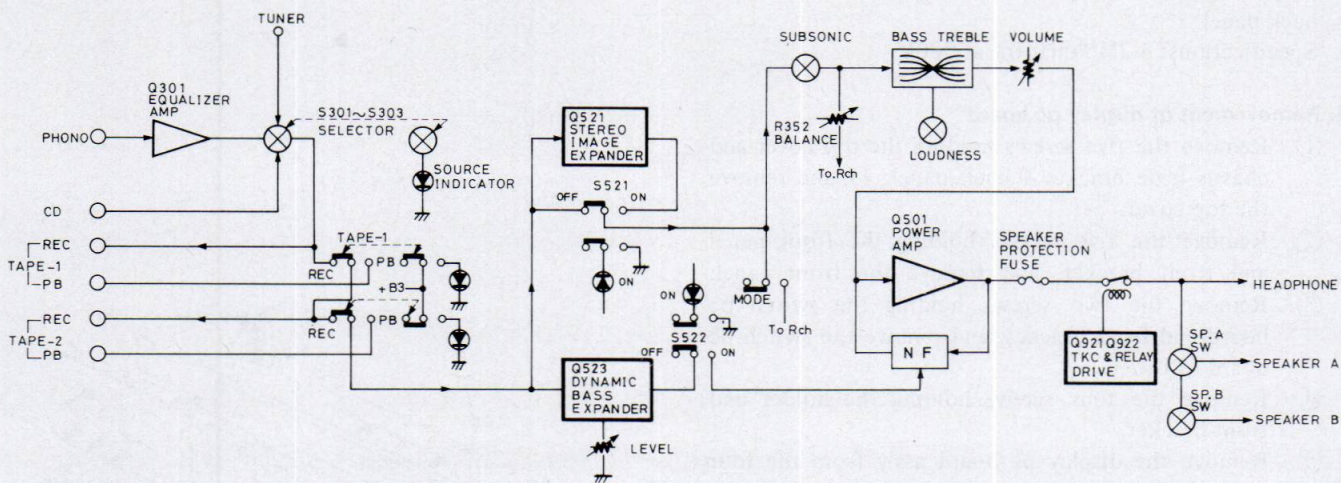 TUNER
Q301
EQUALIZER
AMP
PHONO
S301~S303
SELECTOR
SOURCE
INDICATOR
CD
REC
TAPE-1
PB
REC
TAPE-2
PB
TAPE-1
REC
PB
+B3
REC
PB
Q521
STEREO
IMAGE
EXPANDER
S521
OFF
ON
ON
Q523
DYNAMIC
BASS
EXPANDER
LEVEL
ON
S522
OFF
ON
SUBSONIC
BASS TREBLE
VOLUME
R352
BALANCE
To.Rch
LOUDNESS
MODE
To.Rch
Q501
POWER
AMP
NF
SPEAKER
PROTECTION
FUSE
Q921Q922
TKC & RELAY
DRIVE
HEADPHONE
SP.A
SW
SPEAKER A
SP.B
SW
SPEAKER B